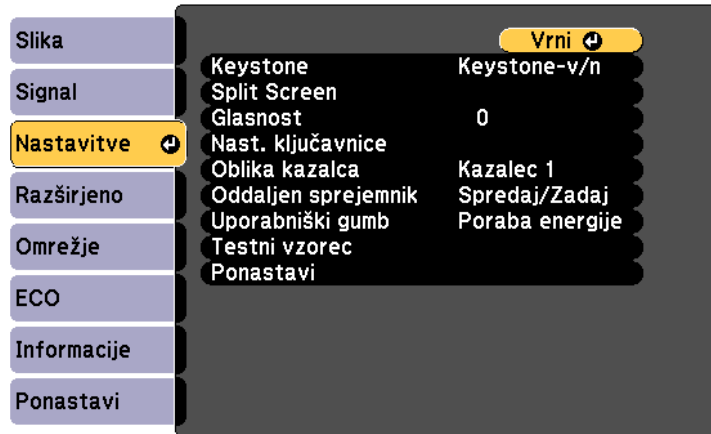 Slika
Signal
Nastavitve
Razširjeno
Omrežje
ECO
Informacije
Ponastavi
Vrni
Keystone Keystone-v/n
Split Screen
Glasnost 0
Nast. ključavnice
Oblika kazalca Kazalec 1
Oddaljen sprejemnik Spredaj/Zadaj
Uporabniški gumb Poraba energije
Testni vzorec
Ponastavi